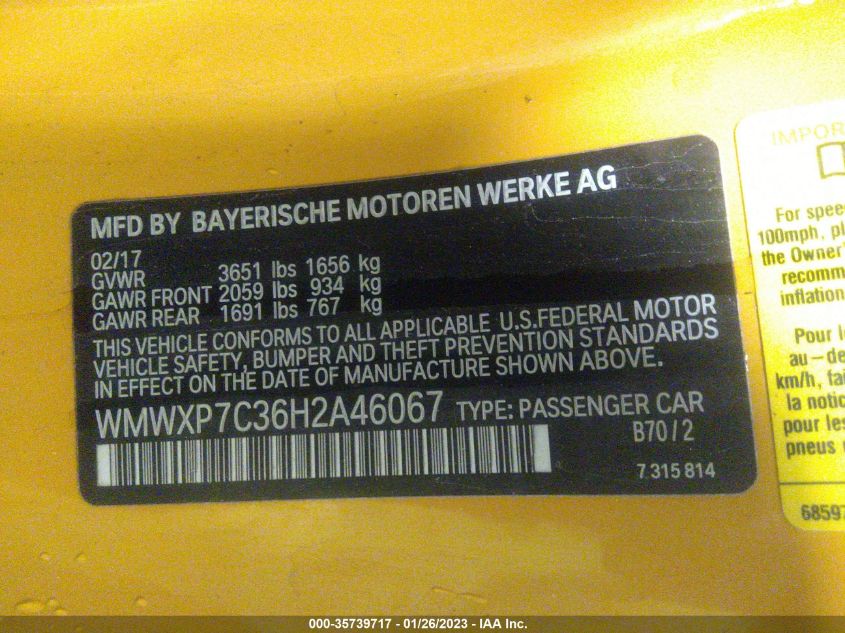 MFD BY BAYERISCHE MOTOREN WERKE AG
02/17
GVWR 3651 lbs 1656 kg
GAWR FRONT 2059 lbs 934 kg
GAWR REAR 1691 lbs 767 kg
THIS VEHICLE CONFORMS TO ALL APPLICABLE U.S.FEDERAL MOTOR
VEHICLE SAFETY, BUMPER AND THEFT PREVENTION STANDARDS
IN EFFECT ON THE DATE OF MANUFACTURE SHOWN ABOVE.
WMWXP7C36H2A46067 TYPE: PASSENGER CAR
B70/2
7 315 814
IMPOR
For spee
100mph, pl
the Owner'
recomm
inflation
Pour l
au-de
km/h, fai
la notic
pour les
pneus
6859
000-35739717 - 01/26/2023 - IAA Inc.